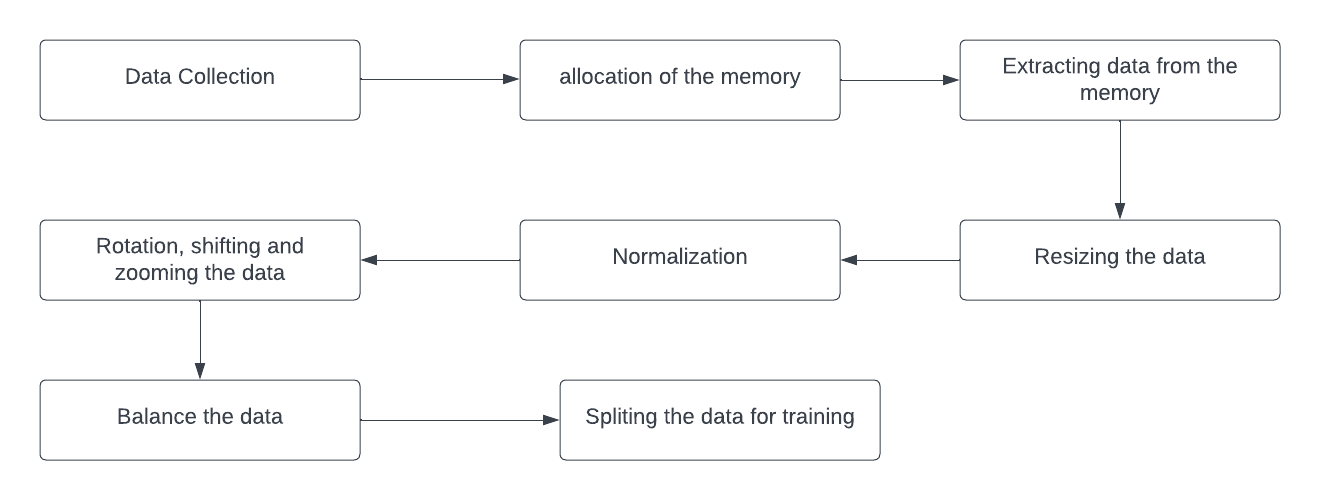 Data Collection
allocation of the memory
Extracting data from the
memory
Resizing the data
Normalization
Rotation, shifting and
zooming the data
Balance the data
Spliting the data for training